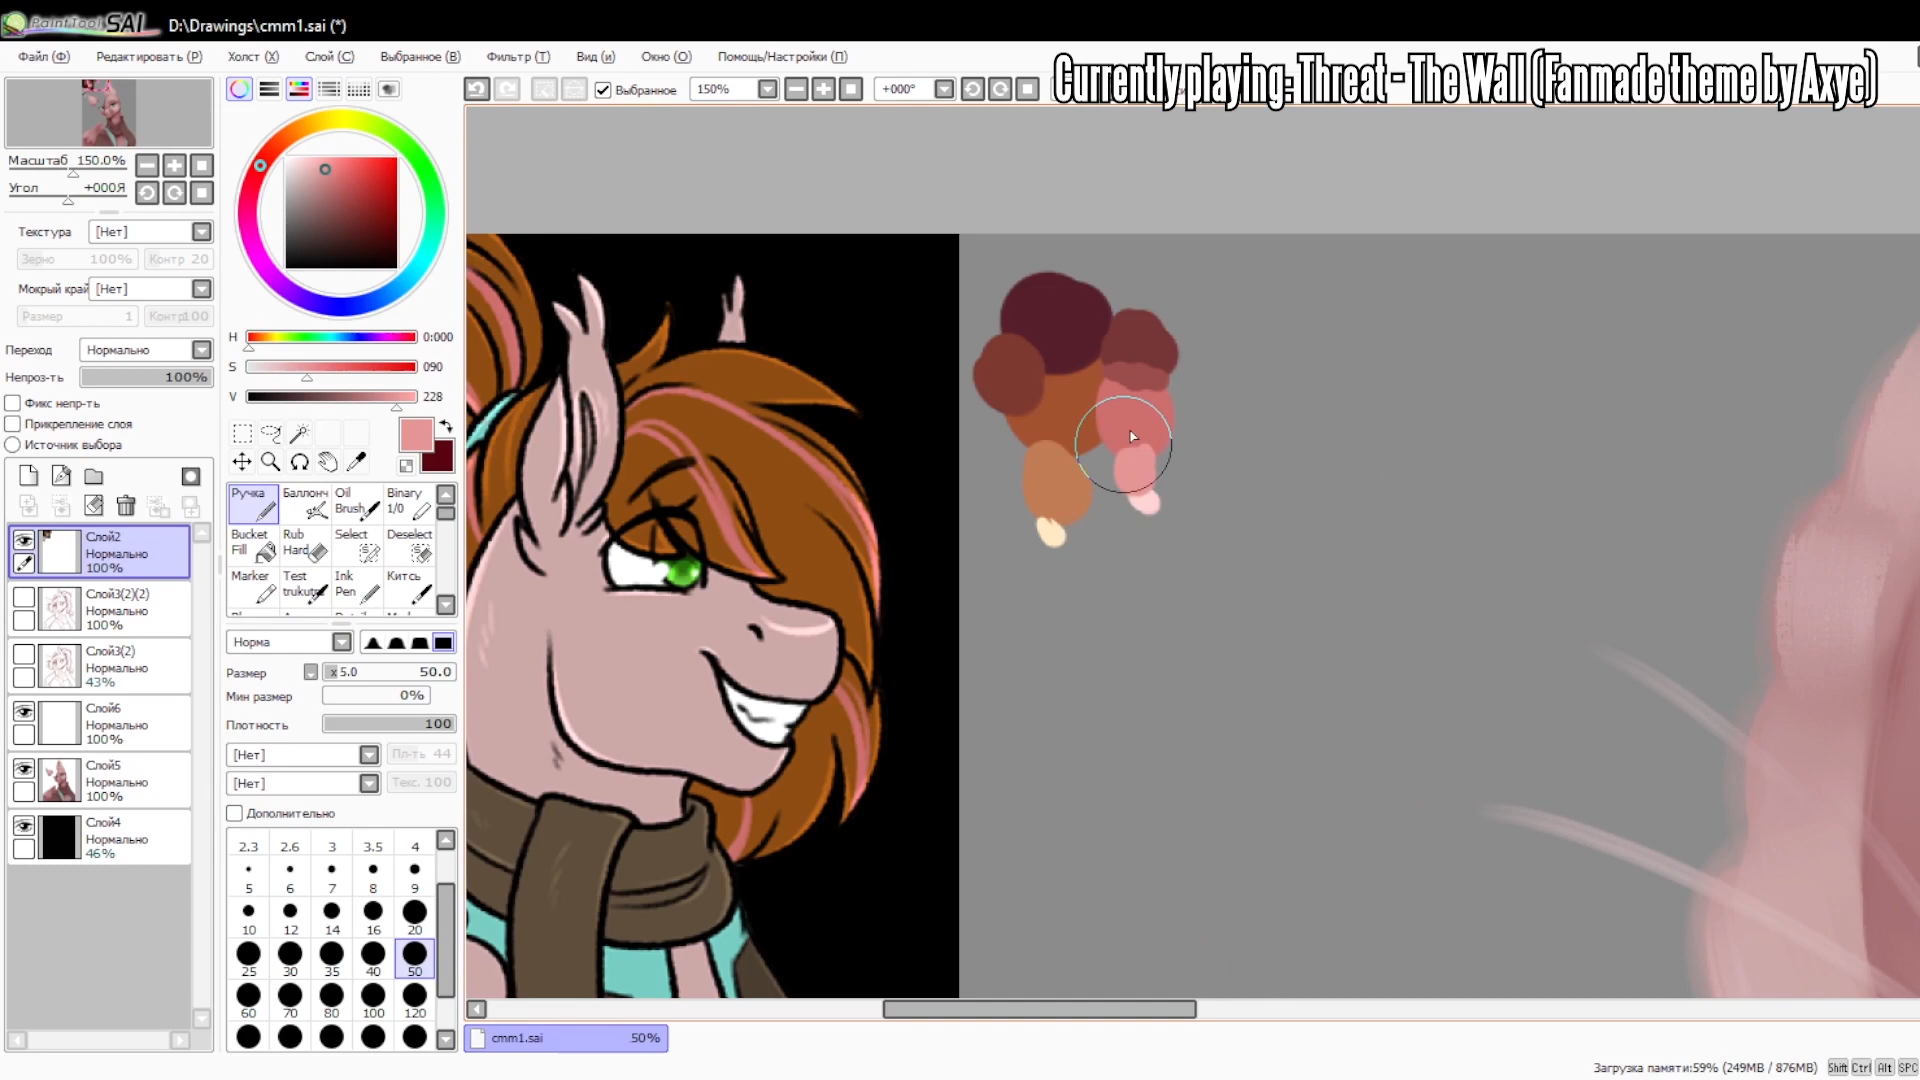 PaintTool SAI D:\Drawings\cmm1.sai (*)
Файл (Ф) Редактировать (Р) Холст (X) Слой (С) Выбранное (В) Фильтр (Т) Вид (и) Окно (О) Помощь/Настройки (П)
Currently playing: Threat - The Wall (Fanmade theme by Axye)
Выбранное 150% +000°
Масштаб 150.0%
Угол +000Я
Текстура [Нет]
Зерно 100% Контр 20
Мокрый край [Нет]
Размер 1 Контр100
Переход Нормально
Непроз-ть 100%
Фикс непр-ть
Прикрепление слоя
Источник выбора
Слой2
Нормально
100%
Слой3(2)(2)
Нормально
100%
Слой3(2)
Нормально
43%
Слой6
Нормально
100%
Слой5
Нормально
100%
Слой4
Нормально
46%
H 0:000
S 090
V 228
Ручка Баллонч Oil Brush Binary 1/0
Bucket Fill Rub Hard Select Deselect
Marker Test trukutru Ink Pen Кисть
Норма
Размер x 5.0 50.0
Мин размер 0%
Плотность 100
[Нет] Пл-ть 44
[Нет] Текс. 100
Дополнительно
2.3 2.6 3 3.5 4
5 6 7 8 9
10 12 14 16 20
25 30 35 40 50
60 70 80 100 120
cmm1.sai 50%
Загрузка памяти:59% (249MB / 876MB) Shift Ctrl Alt SPC